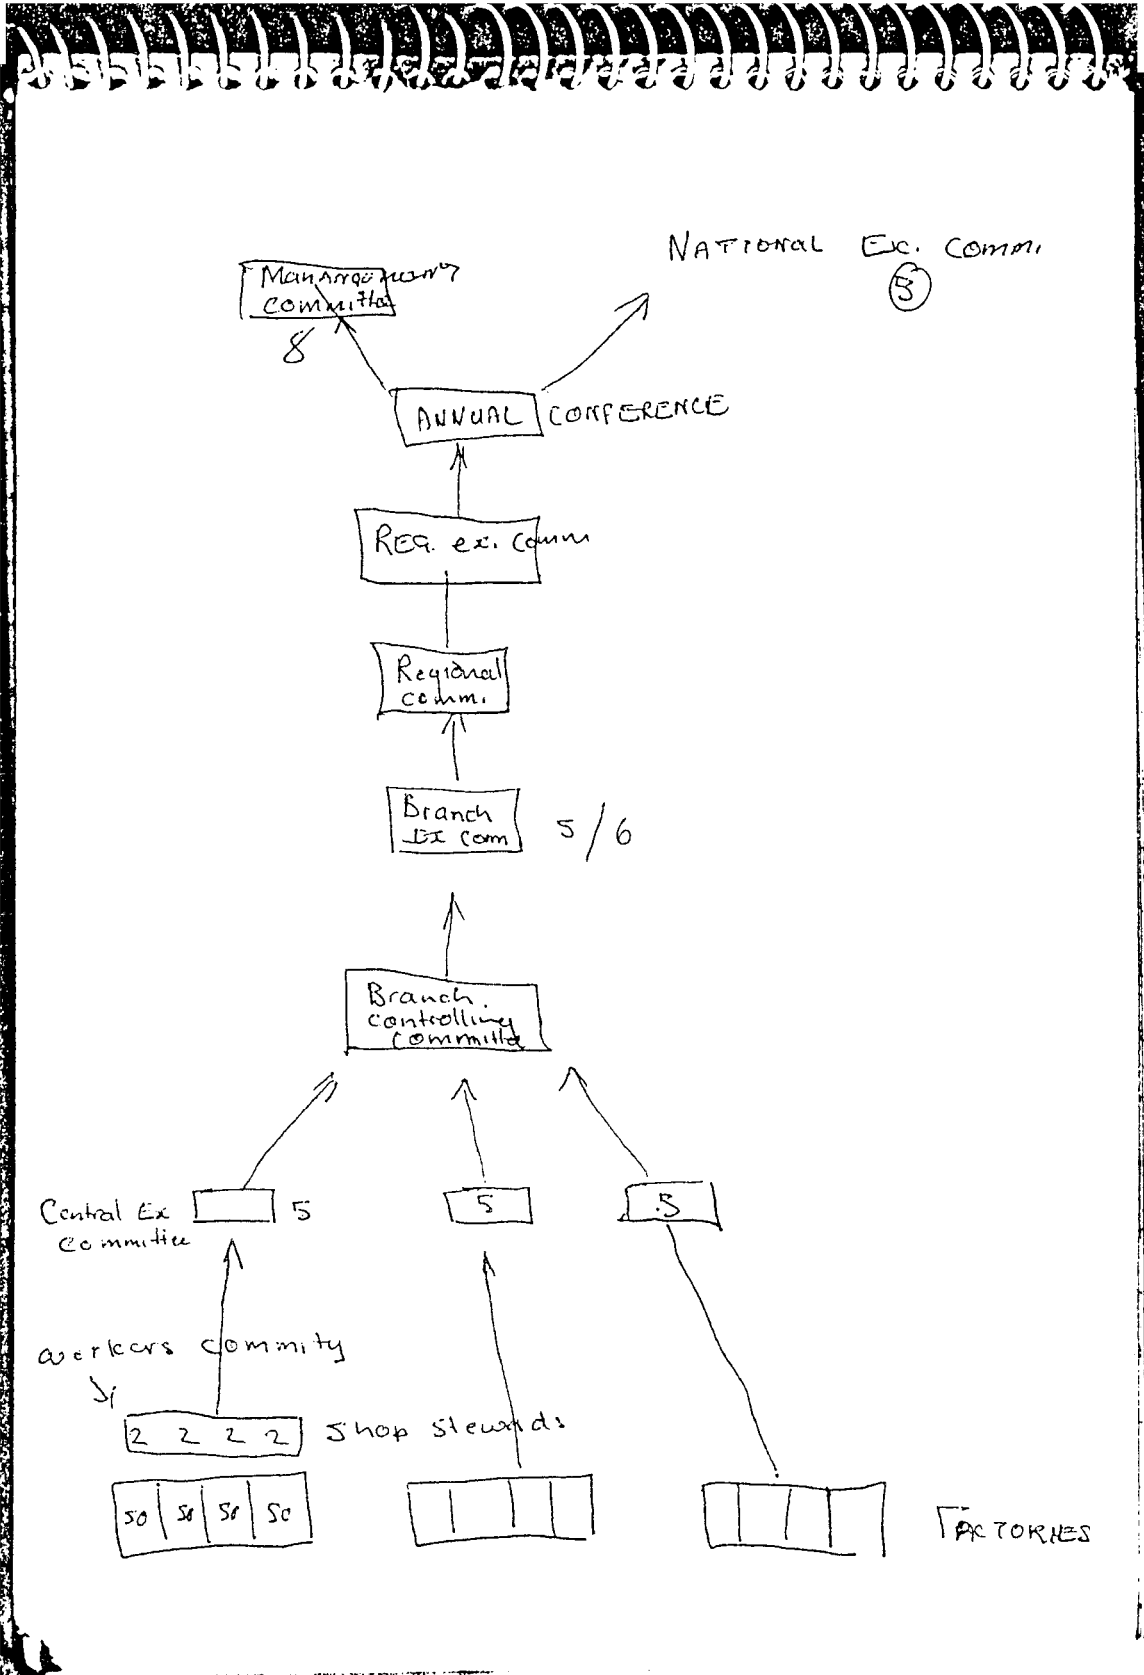 NATIONAL Ex. Comm.
5
committee
8
ANNUAL CONFERENCE
REG. ex. comm
Regional
comm.
Branch
Ex com
5/6
Branch
controlling
committe
Central Ex
committee
5
5
5
workers commity
2 2 2 2 Shop stewards
50 50 50 50
FACTORIES